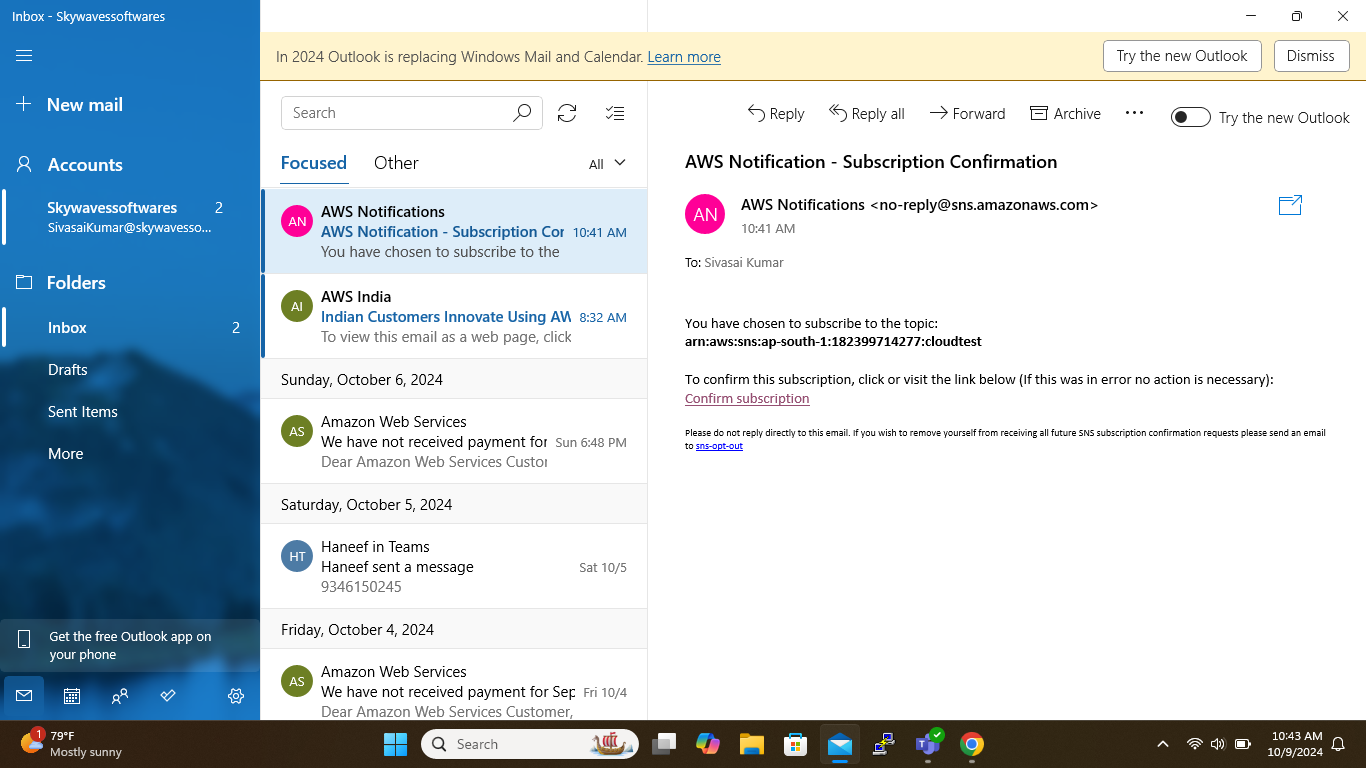 Inbox - Skywavessoftwares
In 2024 Outlook is replacing Windows Mail and Calendar. Learn more
Try the new Outlook
Dismiss
New mail
Accounts
Skywavessoftwares 2
SivasaiKumar@skywavesso...
Folders
Inbox 2
Drafts
Sent Items
More
Get the free Outlook app on
your phone
Search
Focused
Other
All
AN
AWS Notifications
AWS Notification - Subscription Cor 10:41 AM
You have chosen to subscribe to the
AI
AWS India
Indian Customers Innovate Using AW 8:32 AM
To view this email as a web page, click
Sunday, October 6, 2024
AS
Amazon Web Services
We have not received payment for Sun 6:48 PM
Dear Amazon Web Services Custor
Saturday, October 5, 2024
HT
Haneef in Teams
Haneef sent a message Sat 10/5
9346150245
Friday, October 4, 2024
AS
Amazon Web Services
We have not received payment for Sep Fri 10/4
Dear Amazon Web Services Customer,
Reply
Reply all
Forward
Archive
Try the new Outlook
AWS Notification - Subscription Confirmation
AN
AWS Notifications <no-reply@sns.amazonaws.com>
10:41 AM
To: Sivasai Kumar
You have chosen to subscribe to the topic:
arn:aws:sns:ap-south-1:182399714277:cloudtest
To confirm this subscription, click or visit the link below (If this was in error no action is necessary):
Confirm subscription
Please do not reply directly to this email. If you wish to remove yourself from receiving all future SNS subscription confirmation requests please send an email
to sns-opt-out
1
79°F
Mostly sunny
Search
10:43 AM
10/9/2024